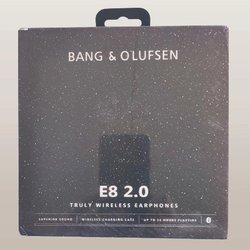 BANG & OLUFSEN
E8 2.0
TRULY WIRELESS EARPHONES
SUPERIOR SOUND WIRELESS CHARGING CASE UP TO 16 HOURS PLAYTIME